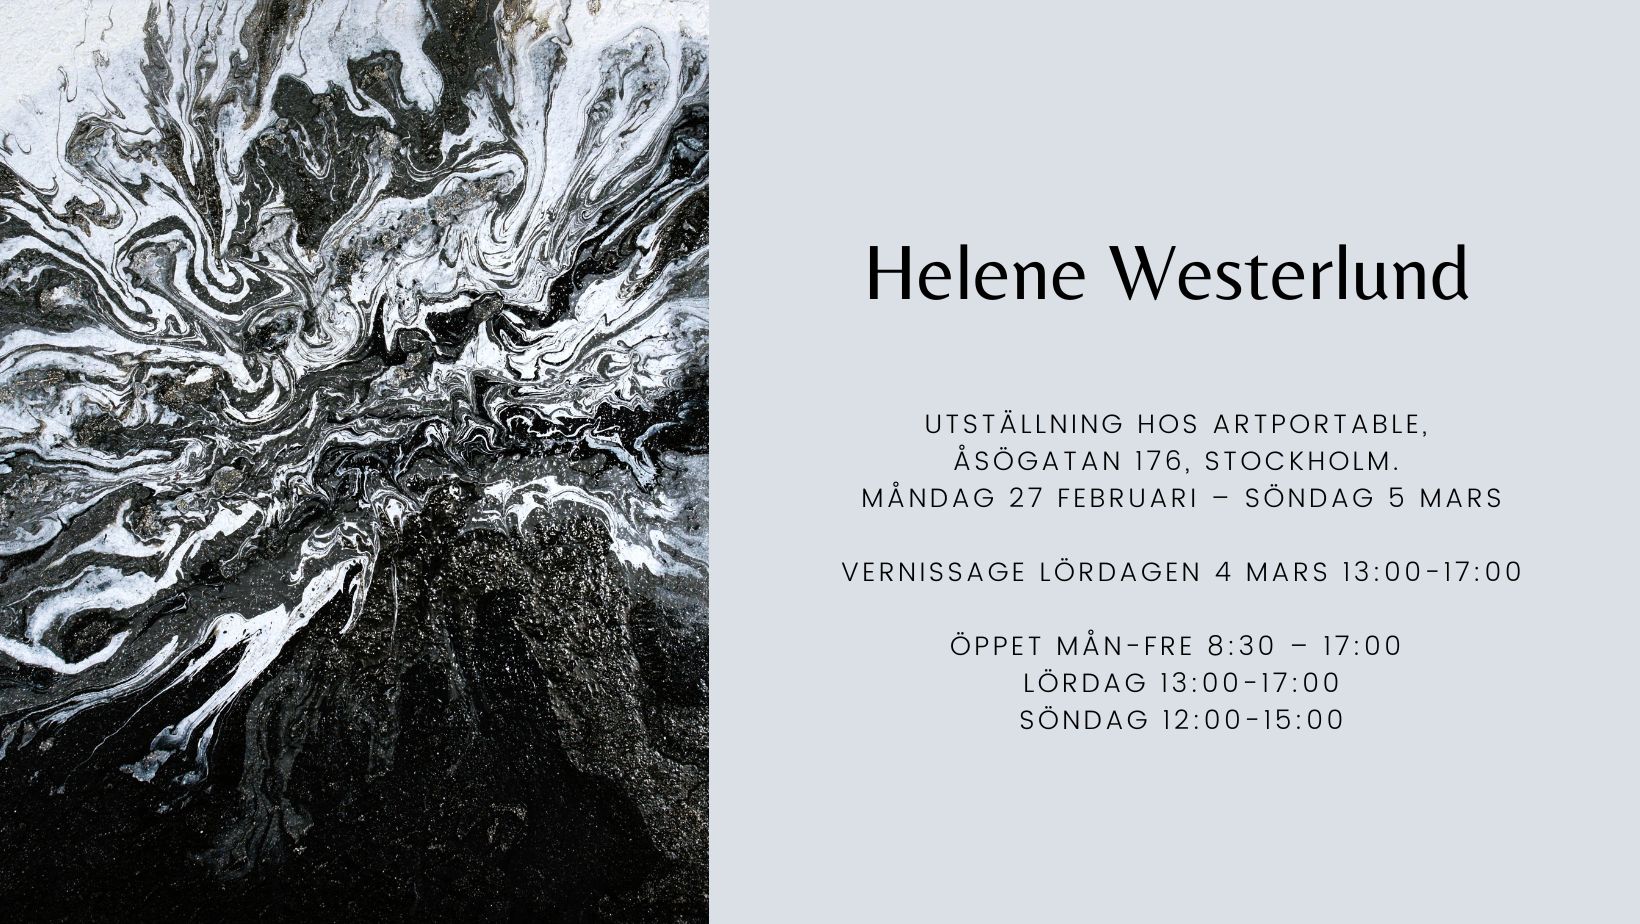 Helene Westerlund
UTSTÄLLNING HOS ARTPORTABLE,
ÅSÖGATAN 176, STOCKHOLM.
MÅNDAG 27 FEBRUARI – SÖNDAG 5 MARS
VERNISSAGE LÖRDAGEN 4 MARS 13:00-17:00
ÖPPET MÅN-FRE 8:30 – 17:00
LÖRDAG 13:00-17:00
SÖNDAG 12:00-15:00